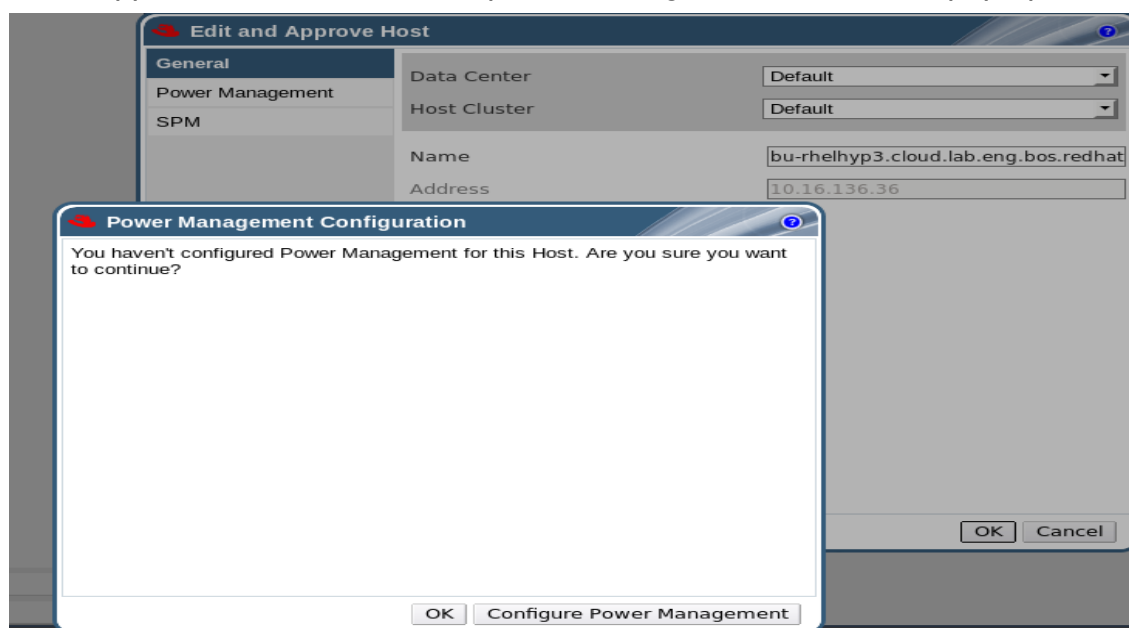 Edit and Approve Host
General
Power Management
SPM
Data Center
Default
Host Cluster
Default
Name
bu-rhelhyp3.cloud.lab.eng.bos.redhat
Address
10.16.136.36
Power Management Configuration
You haven't configured Power Management for this Host. Are you sure you want
to continue?
OK
Cancel
OK
Configure Power Management